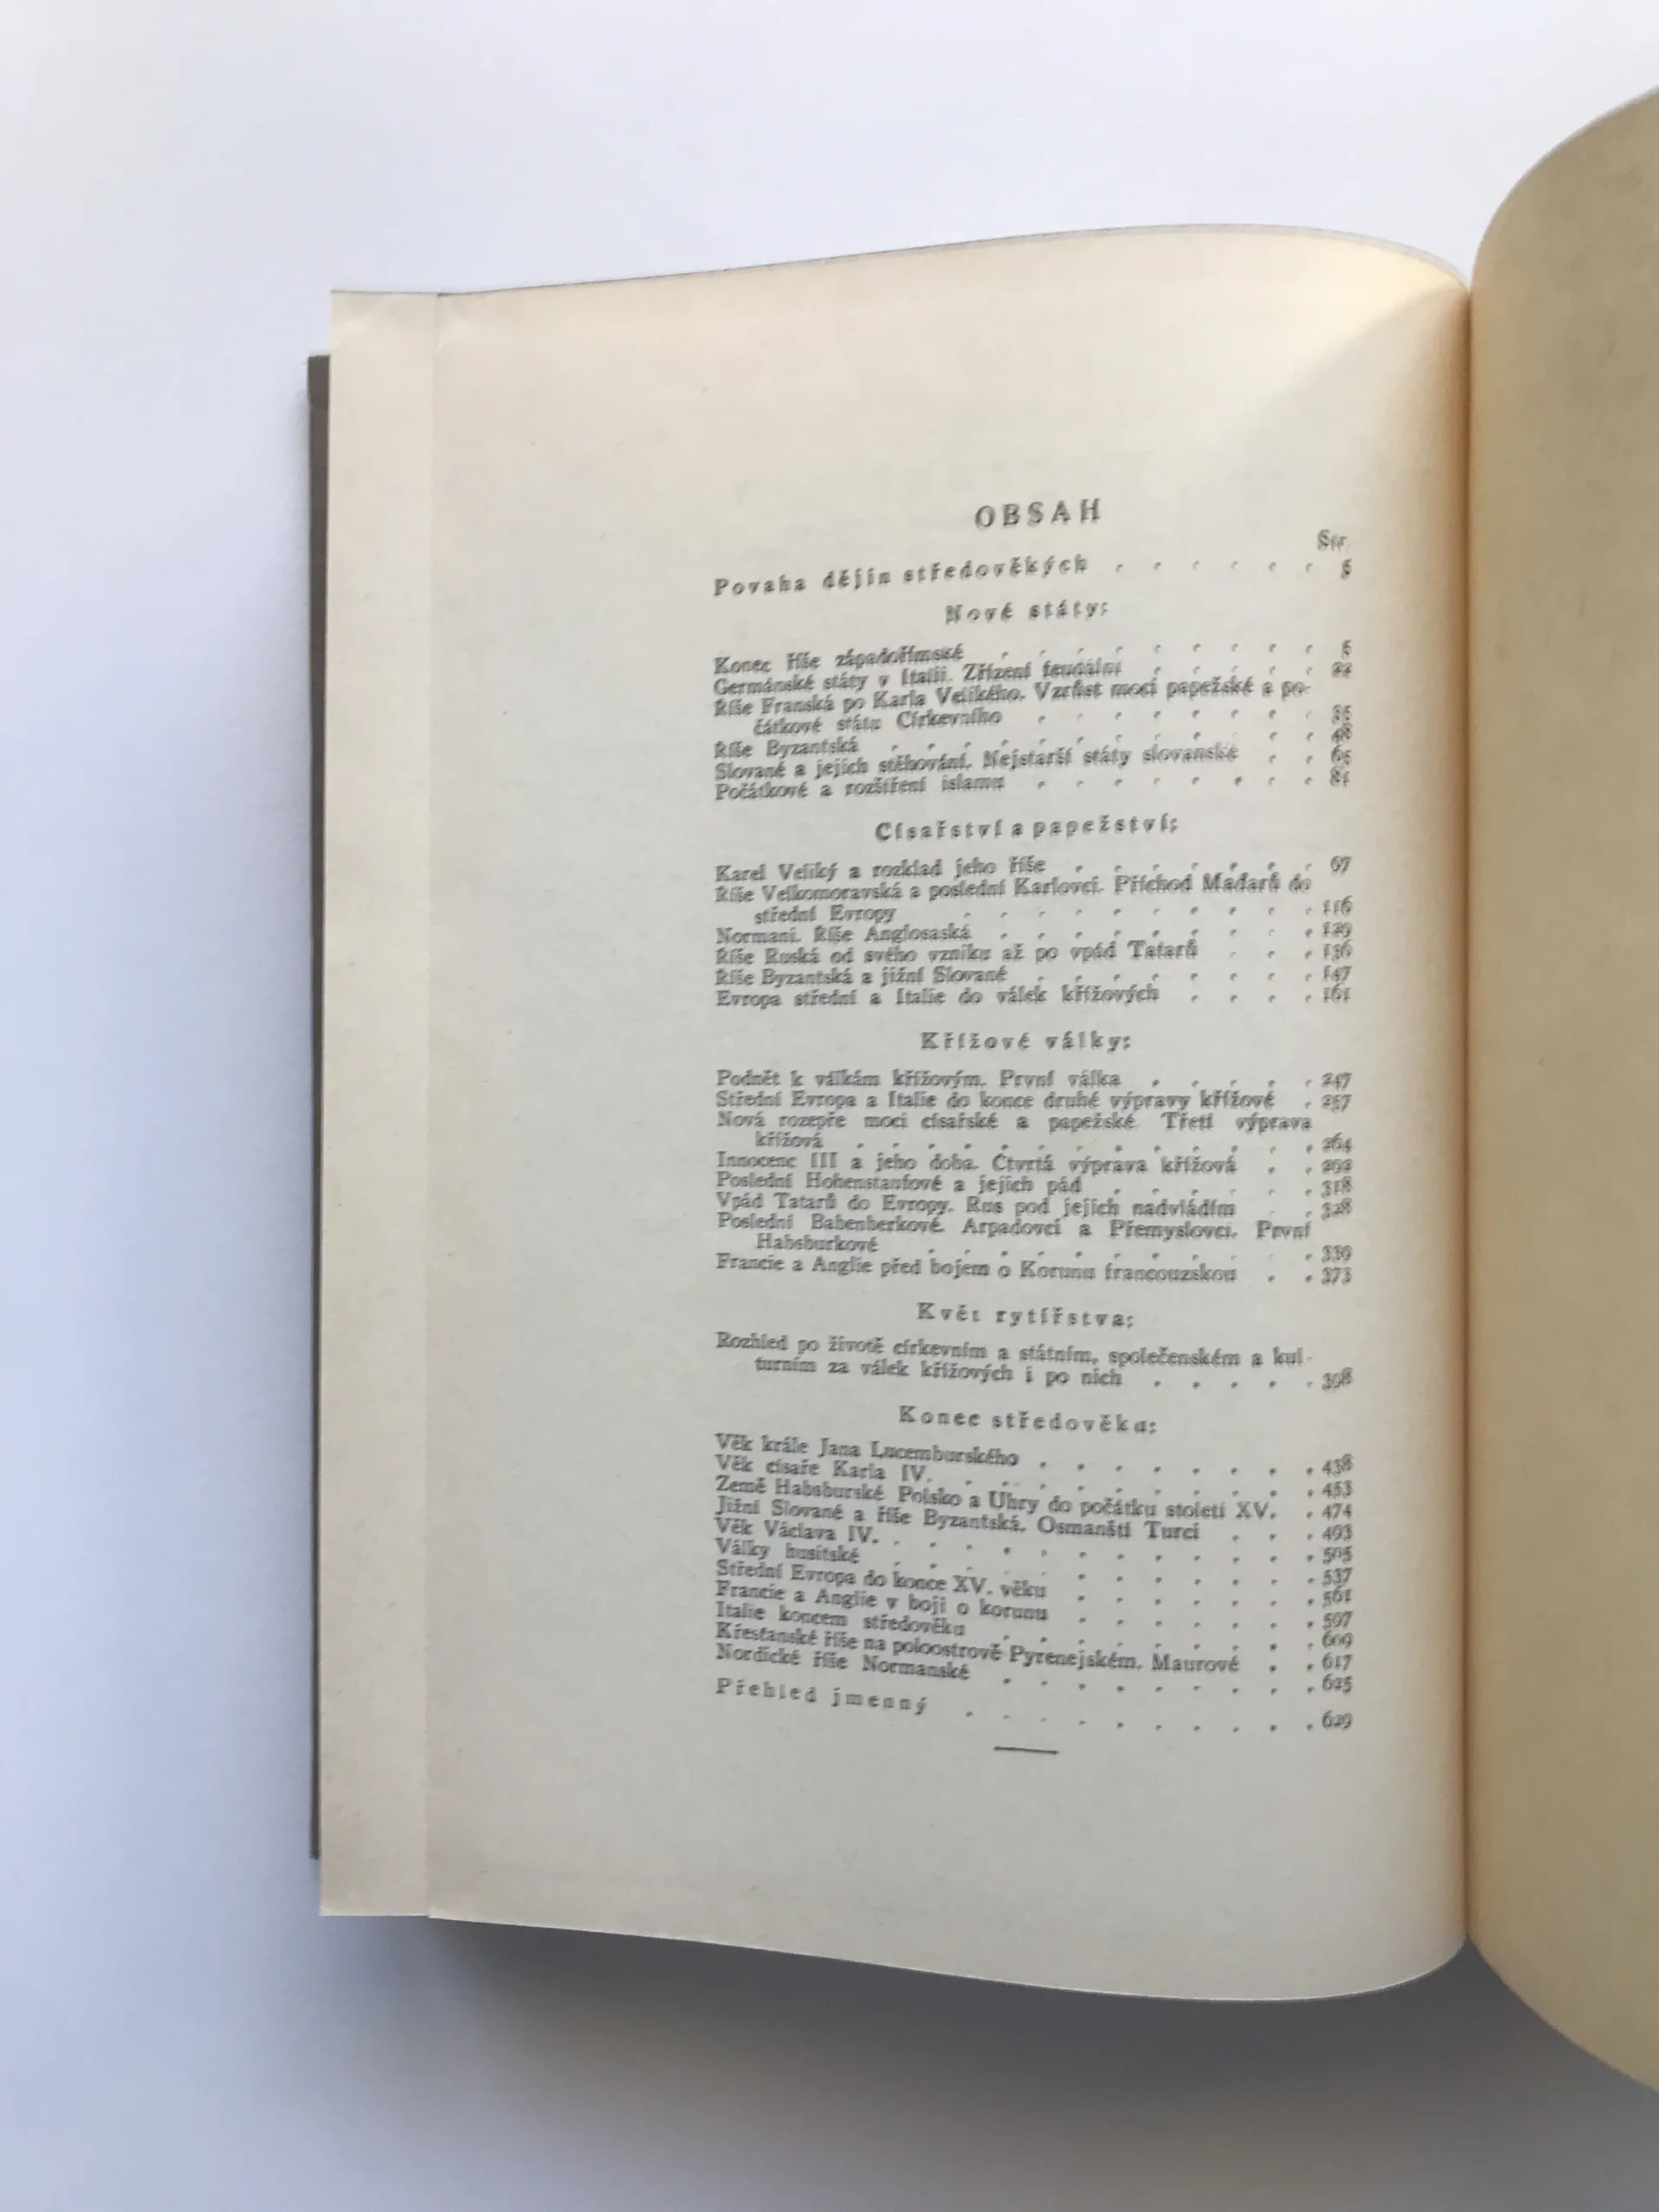 OBSAH
Str.
Povaha dějin středověkých . . . . . . 5
Nové státy:
Konec říše západořímské . . . . . . . . . 5
Germánské státy v Italii. Zřízení feudální . . . . . 22
Říše Franská po Karla Velikého. Vzrůst moci papežské a po-
čátkové státu Církevního . . . . . . . . 35
Říše Byzantská . . . . . . . . . . . . 48
Slované a jejich stěhování. Nejstarší státy slovanské . . 65
Počátkové a rozšíření islamu . . . . . . . . 81
Císařství a papežství:
Karel Veliký a rozklad jeho říše . . . . . . . 97
Říše Velkomoravská a poslední Karlovci. Příchod Maďarů do
střední Evropy . . . . . . . . . . 116
Normani. Říše Anglosaská . . . . . . . . . 129
Říše Ruská od svého vzniku až po vpád Tatarů . . . 136
Říše Byzantská a jižní Slované . . . . . . . . 147
Evropa střední a Italie do válek křížových . . . . 161
Křížové války:
Podnět k válkám křížovým. První válka . . . . . 247
Střední Evropa a Italie do konce druhé výpravy křížové . 257
Nová rozepře moci císařské a papežské. Třetí výprava
křížová . . . . . . . . . . . . . 264
Innocenc III a jeho doba. Čtvrtá výprava křížová . . 292
Poslední Hohenstaufové a jejich pád . . . . . . 318
Vpád Tatarů do Evropy. Rus pod jejich nadvládím . . 328
Poslední Babenberkové. Arpadovci a Přemyslovci. První
Habsburkové . . . . . . . . . . . 339
Francie a Anglie před bojem o Korunu francouzskou . . 373
Květ rytířstva:
Rozhled po životě církevním a státním, společenském a kul-
turním za válek křížových i po nich . . . . . 398
Konec středověka:
Věk krále Jana Lucemburského . . . . . . . . 438
Věk císaře Karla IV. . . . . . . . . . . . 453
Země Habsburské Polsko a Uhry do počátku století XV. . 474
Jižní Slované a říše Byzantská. Osmanští Turci . . . 493
Věk Václava IV. . . . . . . . . . . . . 505
Války husitské . . . . . . . . . . . . 537
Střední Evropa do konce XV. věku . . . . . . . 561
Francie a Anglie v boji o korunu . . . . . . . 597
Italie koncem středověku . . . . . . . . . 609
Křesťanské říše na poloostrově Pyrenejském. Maurové . . 617
Nordické říše Normanské . . . . . . . . . 625
Přehled jmenný . . . . . . . . . . 629